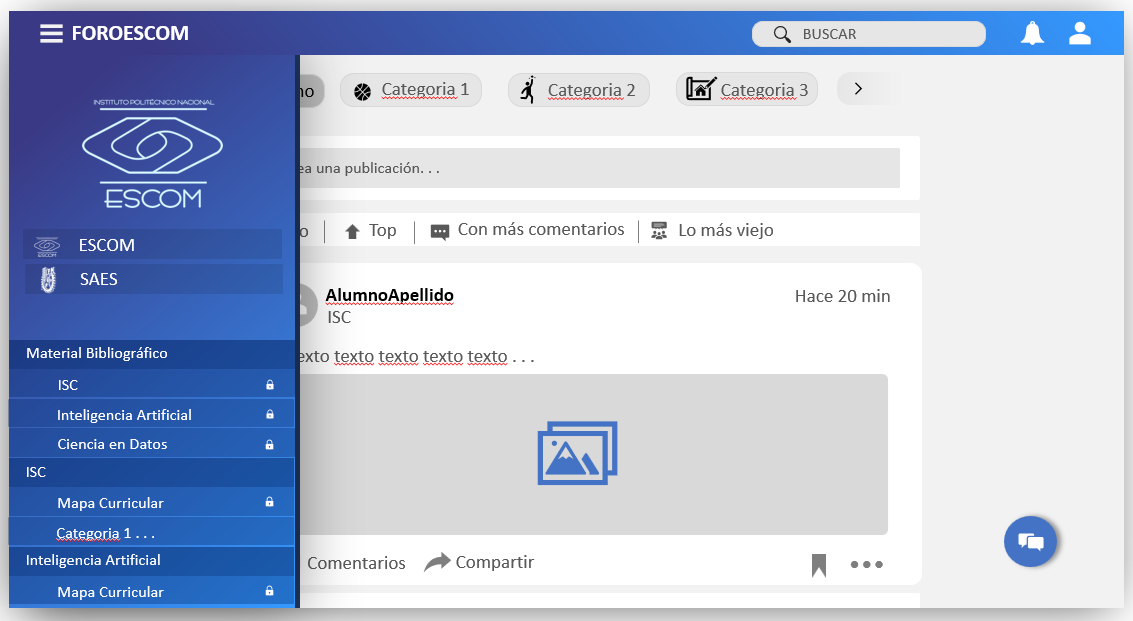 FOROESCOM
BUSCAR
INSTITUTO POLITÉCNICO NACIONAL
ESCOM
ESCOM
SAES
Material Bibliográfico
ISC
Inteligencia Artificial
Ciencia en Datos
ISC
Mapa Curricular
Categoria 1 . . .
Inteligencia Artificial
Mapa Curricular
no
Categoria 1
Categoria 2
Categoria 3
ea una publicación. . .
o
Top
Con más comentarios
Lo más viejo
AlumnoApellido
Hace 20 min
ISC
exto texto texto texto texto . . .
Comentarios
Compartir